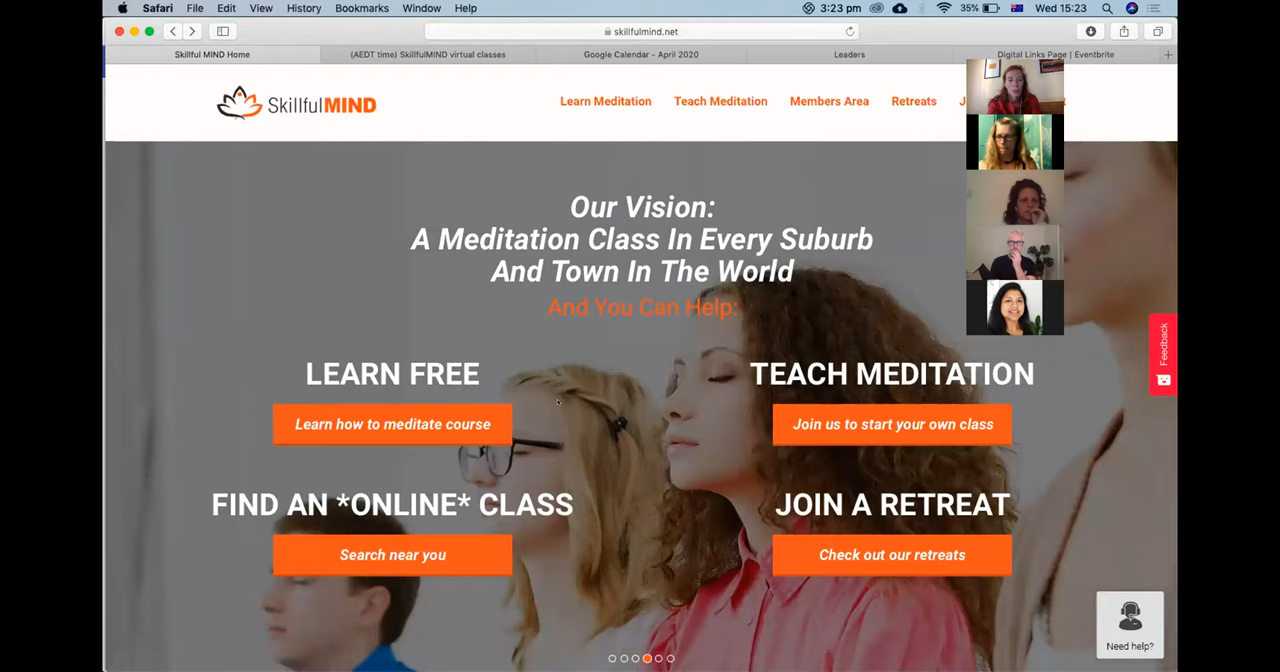 Safari File Edit View History Bookmarks Window Help 3:23 pm 35% Wed 15:23
skillfulmind.net
Skillful MIND Home (AEDT time) SkillfulMIND virtual classes Google Calendar - April 2020 Leaders Digital Links Page | Eventbrite
SkillfulMIND
Learn Meditation Teach Meditation Members Area Retreats
Our Vision:
A Meditation Class In Every Suburb
And Town In The World
And You Can Help:
LEARN FREE
Learn how to meditate course
TEACH MEDITATION
Join us to start your own class
FIND AN *ONLINE* CLASS
Search near you
JOIN A RETREAT
Check out our retreats
Feedback
Need help?